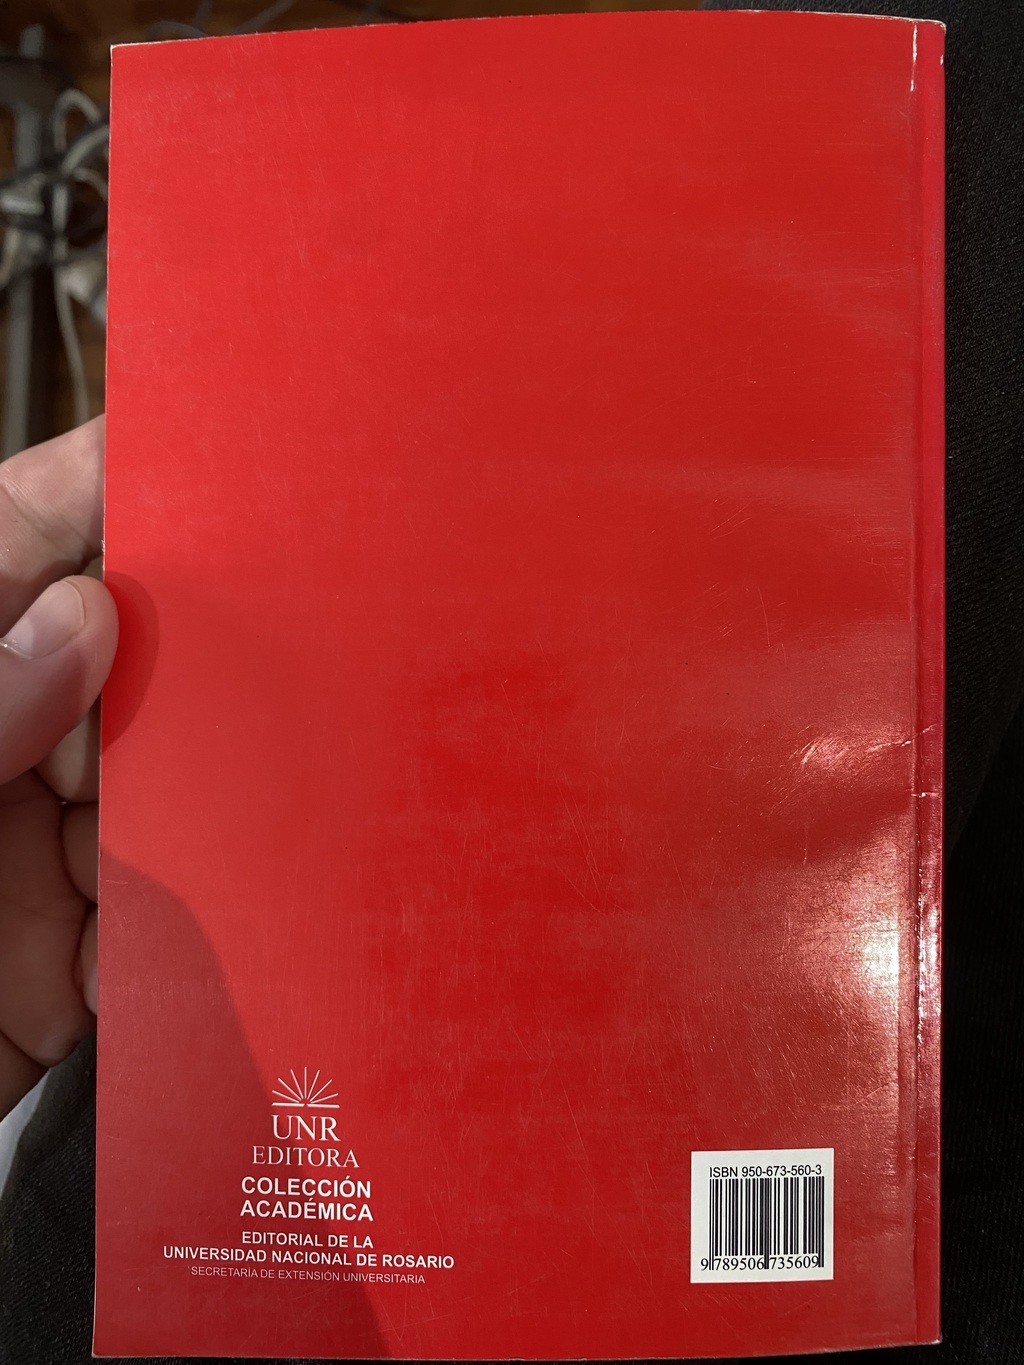 UNR
EDITORA
COLECCIÓN
ACADÉMICA
EDITORIAL DE LA
UNIVERSIDAD NACIONAL DE ROSARIO
SECRETARÍA DE EXTENSIÓN UNIVERSITARIA
ISBN 950-673-560-3
9 789506 735609